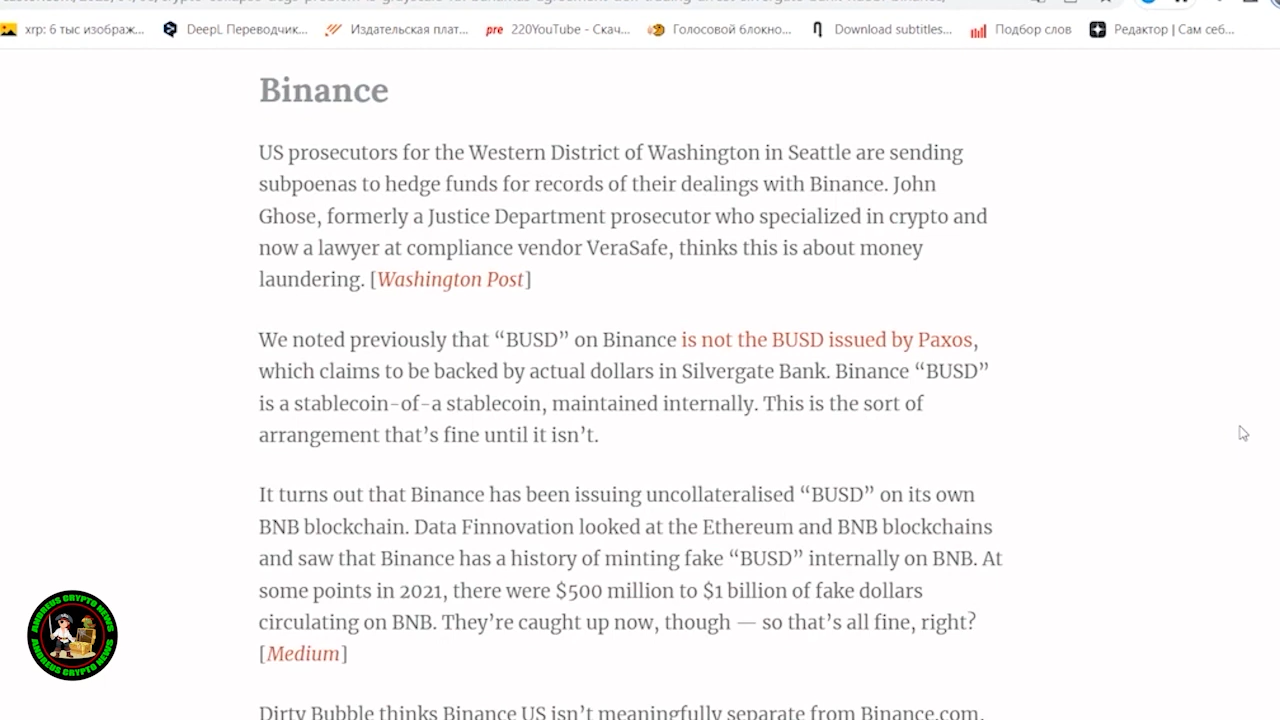 xrp: 6 тыс изображ...
DeepL Переводчик...
Издательская плат...
pre 220YouTube - Скач...
Голосовой блокно...
Download subtitles...
Подбор слов
Редактор | Сам себ...
Binance
US prosecutors for the Western District of Washington in Seattle are sending
subpoenas to hedge funds for records of their dealings with Binance. John
Ghose, formerly a Justice Department prosecutor who specialized in crypto and
now a lawyer at compliance vendor VeraSafe, thinks this is about money
laundering. [Washington Post]
We noted previously that “BUSD” on Binance is not the BUSD issued by Paxos,
which claims to be backed by actual dollars in Silvergate Bank. Binance “BUSD”
is a stablecoin-of-a stablecoin, maintained internally. This is the sort of
arrangement that’s fine until it isn’t.
It turns out that Binance has been issuing uncollateralised “BUSD” on its own
BNB blockchain. Data Finnovation looked at the Ethereum and BNB blockchains
and saw that Binance has a history of minting fake “BUSD” internally on BNB. At
some points in 2021, there were $500 million to $1 billion of fake dollars
circulating on BNB. They’re caught up now, though — so that’s all fine, right?
[Medium]
Dirty Bubble thinks Binance US isn’t meaningfully separate from Binance.com.
ANDREUS CRYPTO NEWS
ANDREUS CRYPTO NEWS